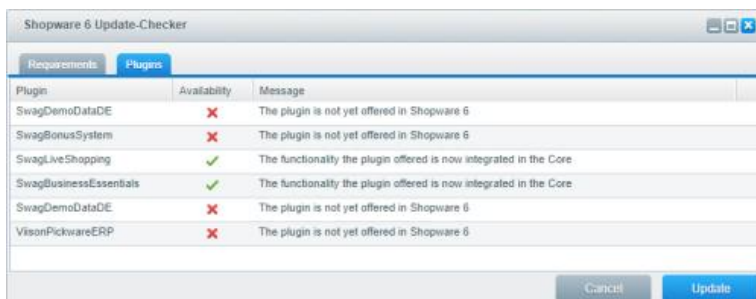 Shopware 6 Update-Checker
Requirements Plugins
Plugin Availability Message
SwagDemoDataDE The plugin is not yet offered in Shopware 6
SwagBonusSystem The plugin is not yet offered in Shopware 6
SwagLiveShopping The functionality the plugin offered is now integrated in the Core
SwagBusinessEssentials The functionality the plugin offered is now integrated in the Core
SwagDemoDataDE The plugin is not yet offered in Shopware 6
ViisonPickwareERP The plugin is not yet offered in Shopware 6
Cancel Update